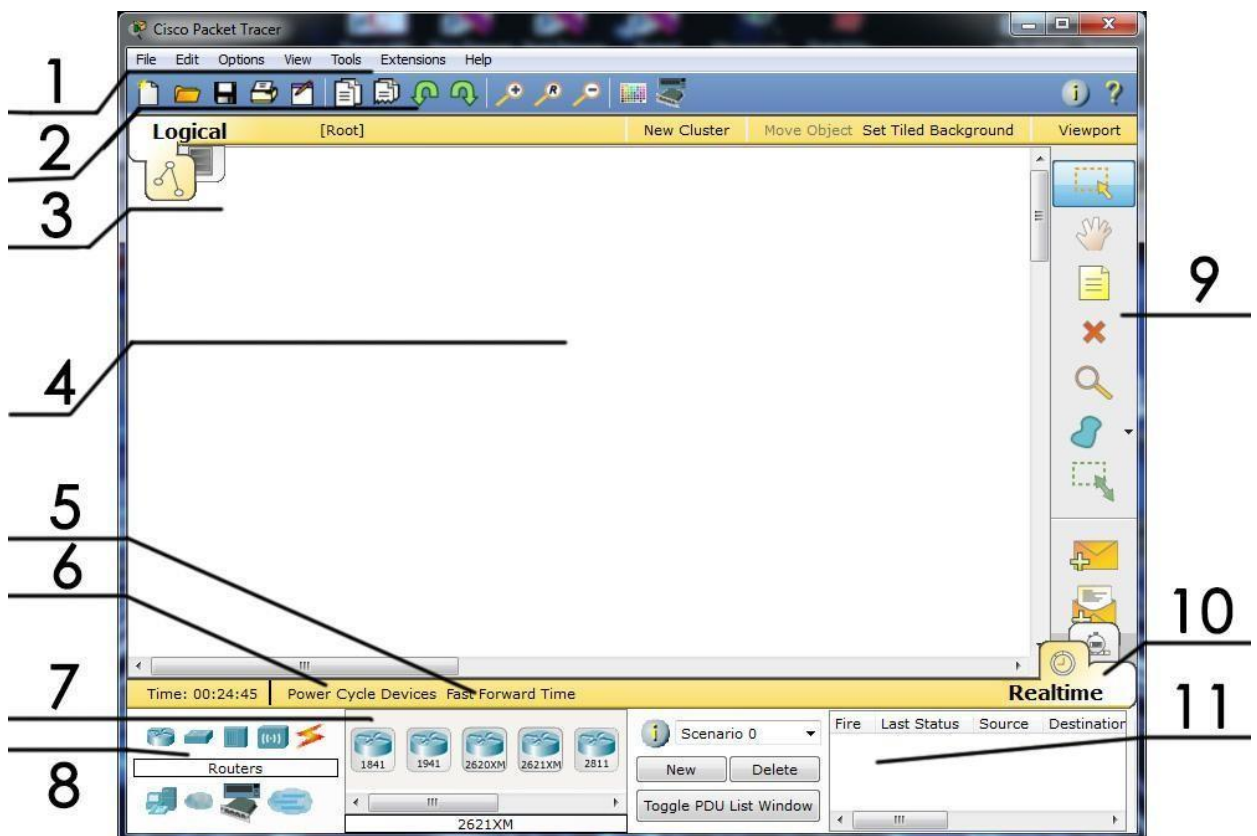 Cisco Packet Tracer
File Edit Options View Tools Extensions Help
1
R
i ?
2
Logical [Root] New Cluster Move Object Set Tiled Background Viewport
3
9
4
5
6
10
7
Time: 00:24:45 Power Cycle Devices Fast Forward Time Realtime
11
i Scenario 0
Fire Last Status Source Destination
1841 1941 2620XM 2621XM 2811
Routers
New Delete
8
Toggle PDU List Window
2621XM